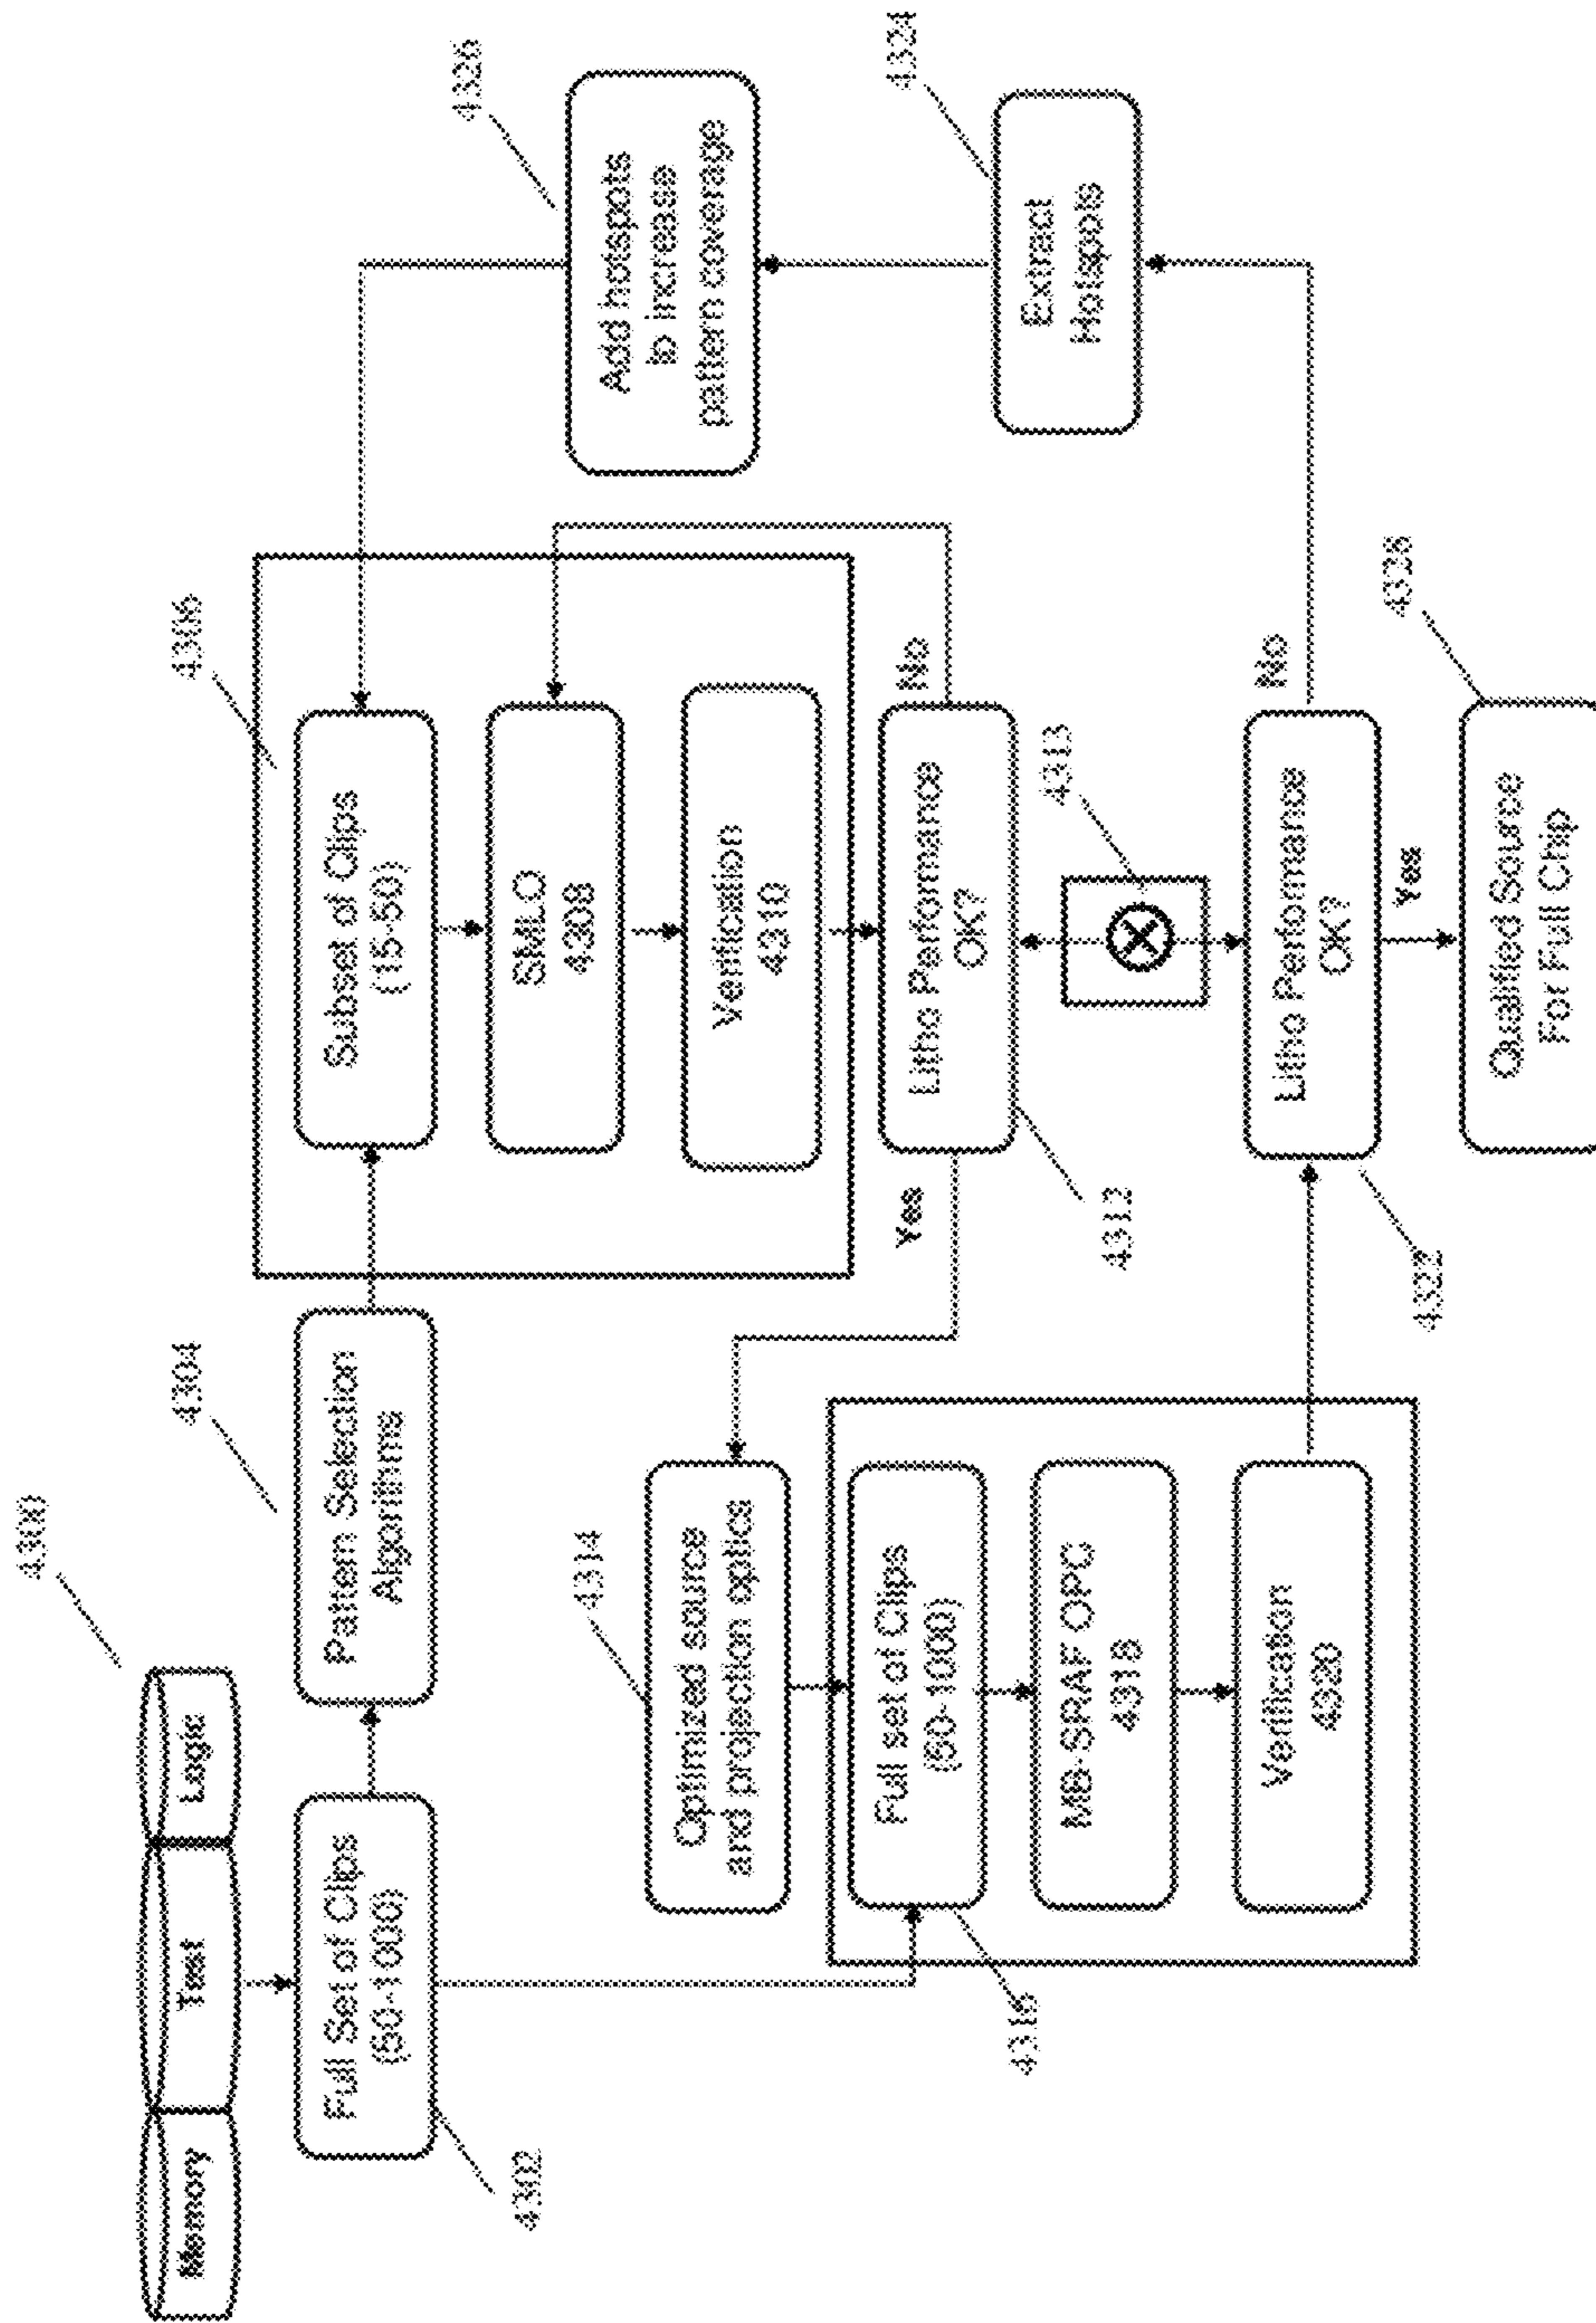 4300
Memory
Test
Logic
4302
Full Set of Clips
(50-1000)
4304
Pattern Selection
Algorithms
4306
Subset of Clips
(15-50)
SMLO
4308
Verification
4310
4326
Add hotspots
to increase
pattern coverage
4314
Optimized source
and projection optics
Yes
Litho Performance
OK?
No
4312
4313
4316
Full set of Clips
(50-1000)
MB-SRAF OPC
4318
Verification
4320
4324
Extract
Hotspots
Litho Performance
OK?
No
4322
Yes
4328
Qualified Source
For Full Chip